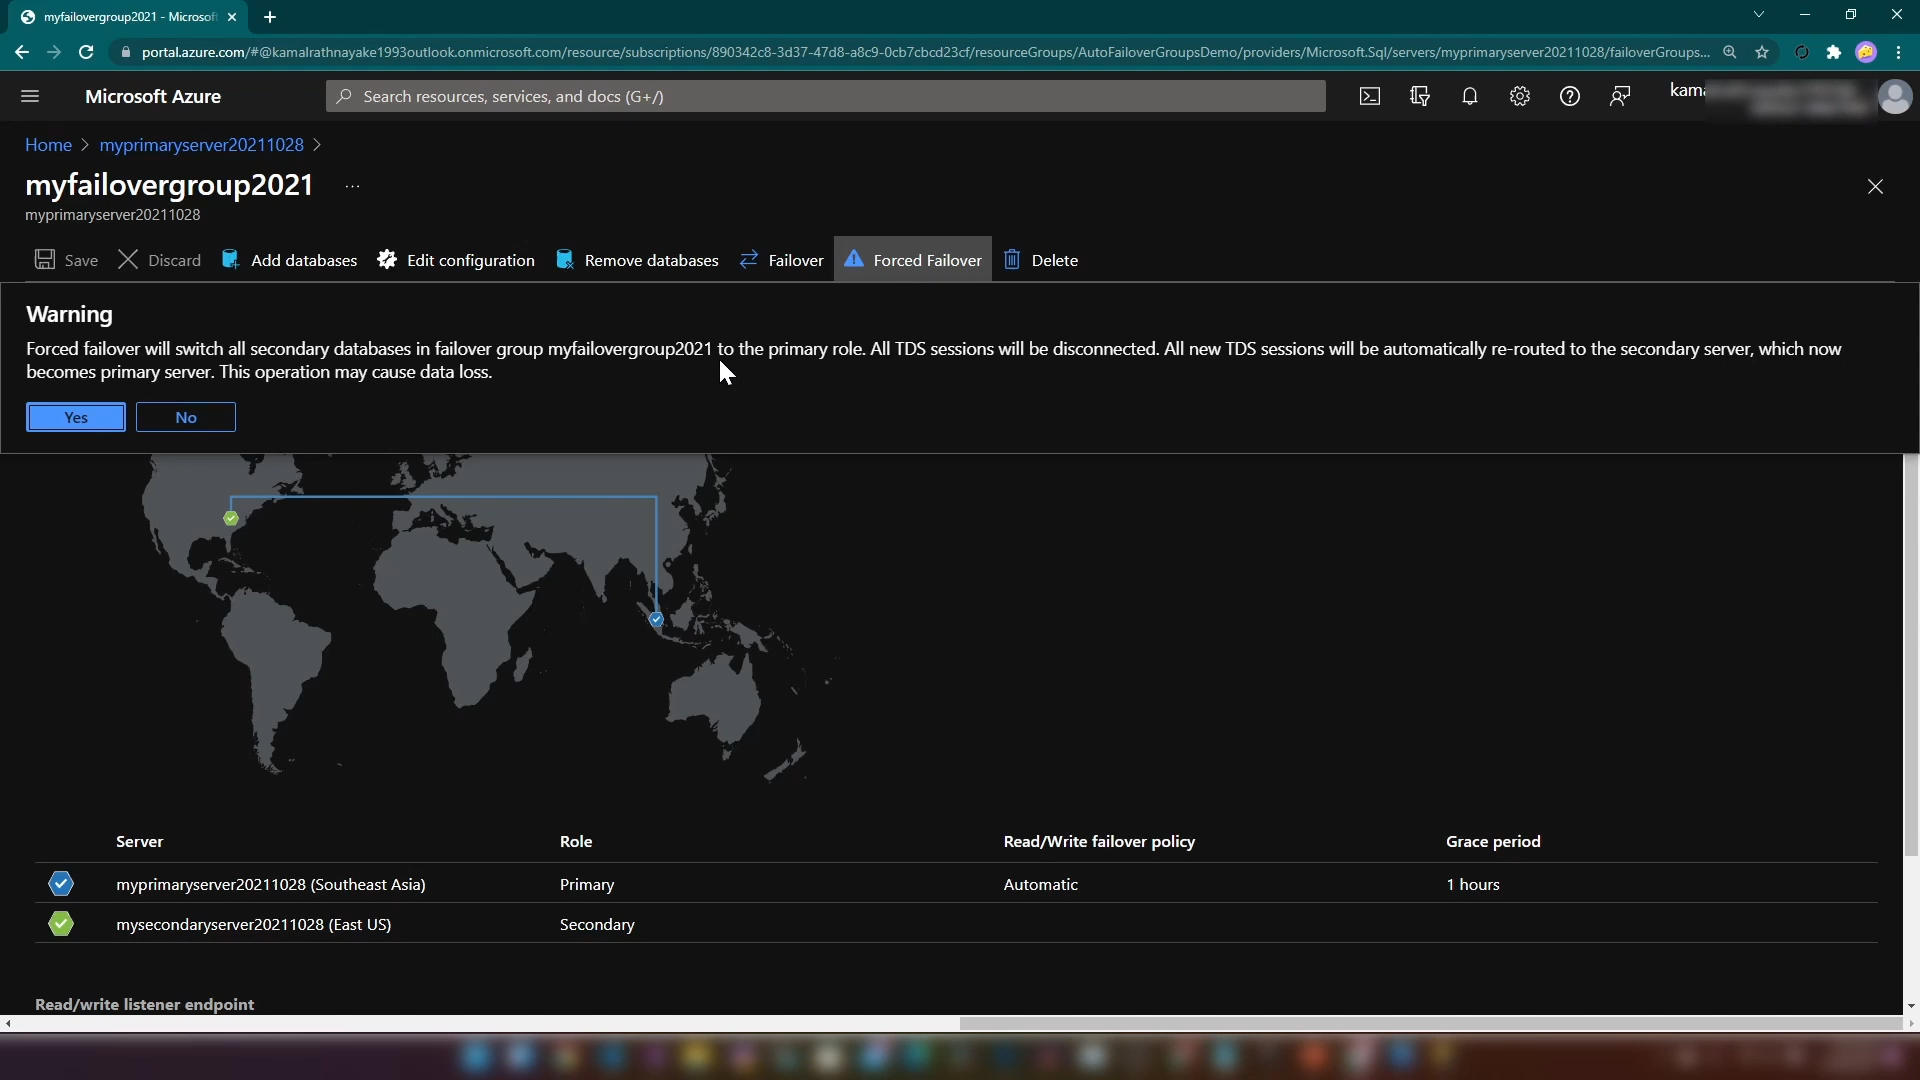 myfailovergroup2021 - Microsof
portal.azure.com/#@kamalrathnayake1993outlook.onmicrosoft.com/resource/subscriptions/890342c8-3d37-47d8-a8c9-0cb7cbcd23cf/resourceGroups/AutoFailoverGroupsDemo/providers/Microsoft.Sql/servers/myprimaryserver20211028/failoverGroups...
Microsoft Azure
Search resources, services, and docs (G+/)
kama
Home > myprimaryserver20211028 >
myfailovergroup2021 ...
myprimaryserver20211028
Save Discard Add databases Edit configuration Remove databases Failover Forced Failover Delete
Warning
Forced failover will switch all secondary databases in failover group myfailovergroup2021 to the primary role. All TDS sessions will be disconnected. All new TDS sessions will be automatically re-routed to the secondary server, which now
becomes primary server. This operation may cause data loss.
Yes No
Server Role Read/Write failover policy Grace period
myprimaryserver20211028 (Southeast Asia) Primary Automatic 1 hours
mysecondaryserver20211028 (East US) Secondary
Read/write listener endpoint